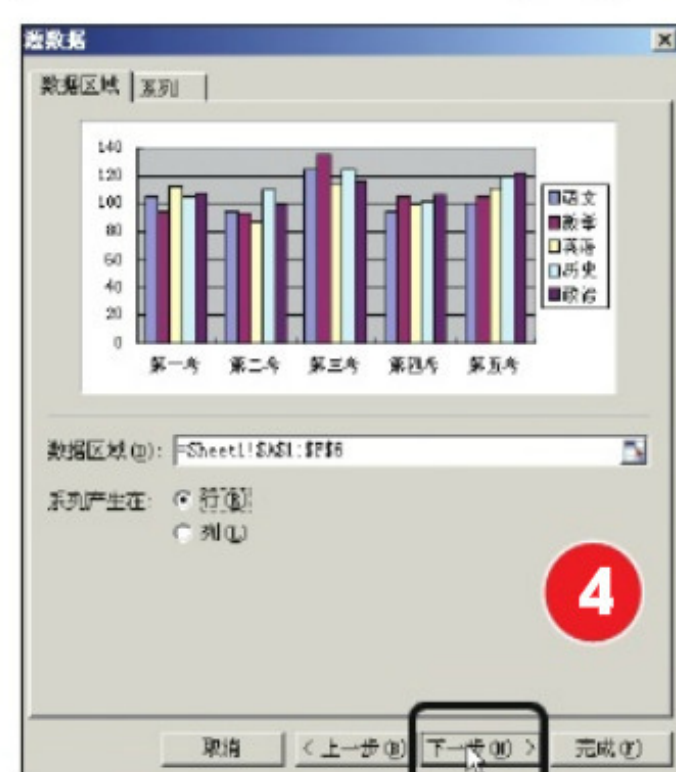 源数据
数据区域 系列
140
120
100
80
60
40
20
0
第一考 第二考 第三考 第四考 第五考
语文
数学
英语
历史
政治
数据区域(D): =Sheet1!$A$1:$F$6
系列产生在: 行(R)
列(L)
4
取消 <上一步(B) 下一步(N) > 完成(F)